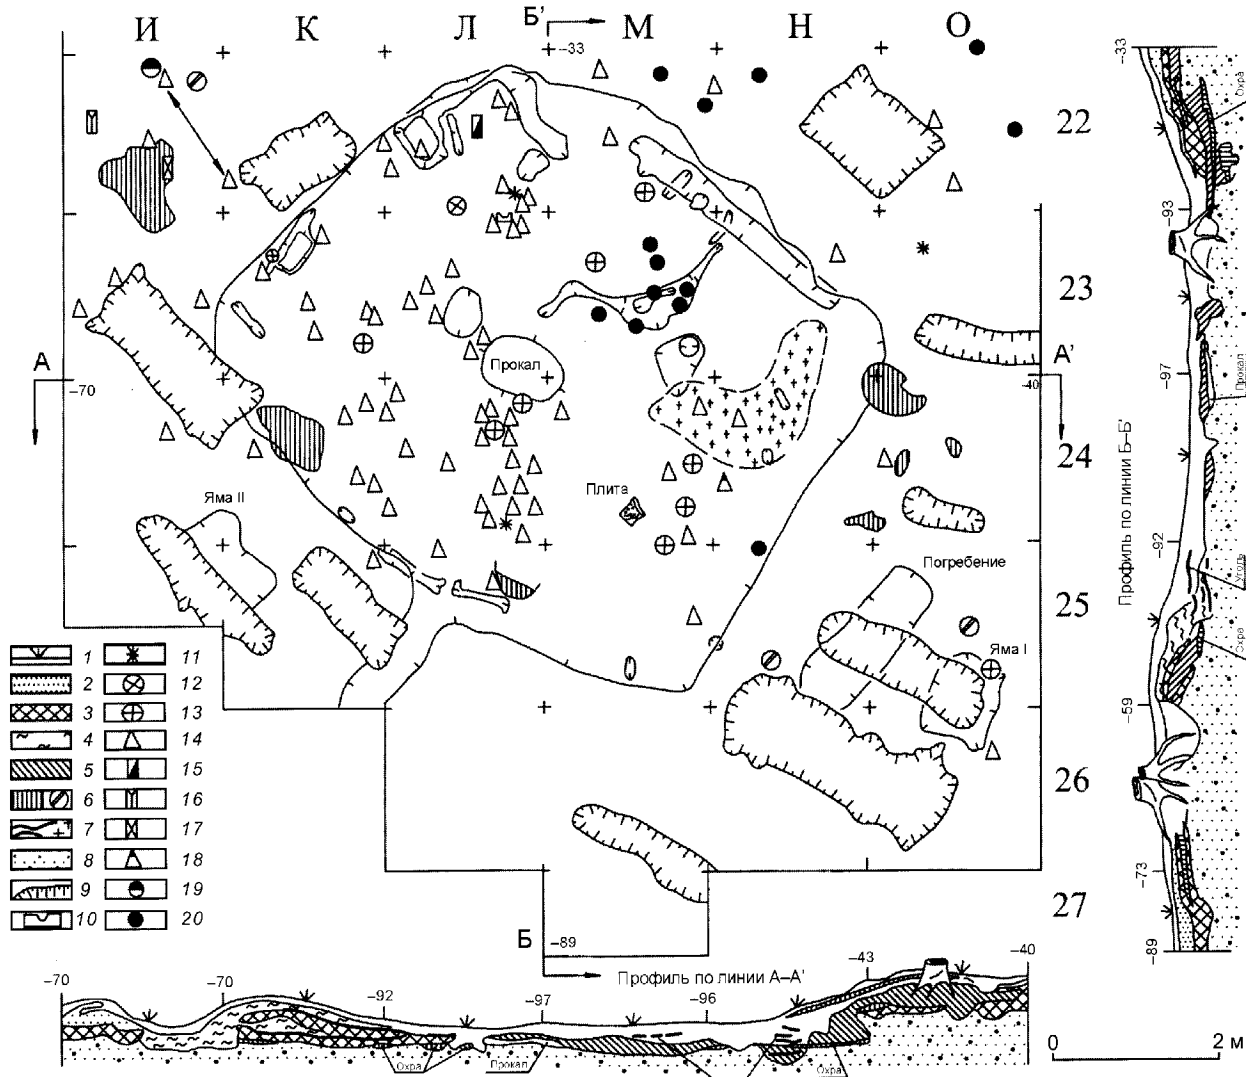 Б'
И К Л М Н О
-33
22
23
А
-70
Прокал
А'
-40
24
Яма II
Плита
Погребение
25
Яма I
26
27
1 11
2 12
3 13
4 14
5 15
6 16
7 17
8 18
9 19
10 20
Б
-89
Профиль по линии А–А'
-70 -70 -92 -97 -96 -43 -40
Охра Прокал Охра
0 2 м
Профиль по линии Б–Б'
-33
-93
-97
-92
-59
-73
-89
Охра
Прокал
Уголь
Охра